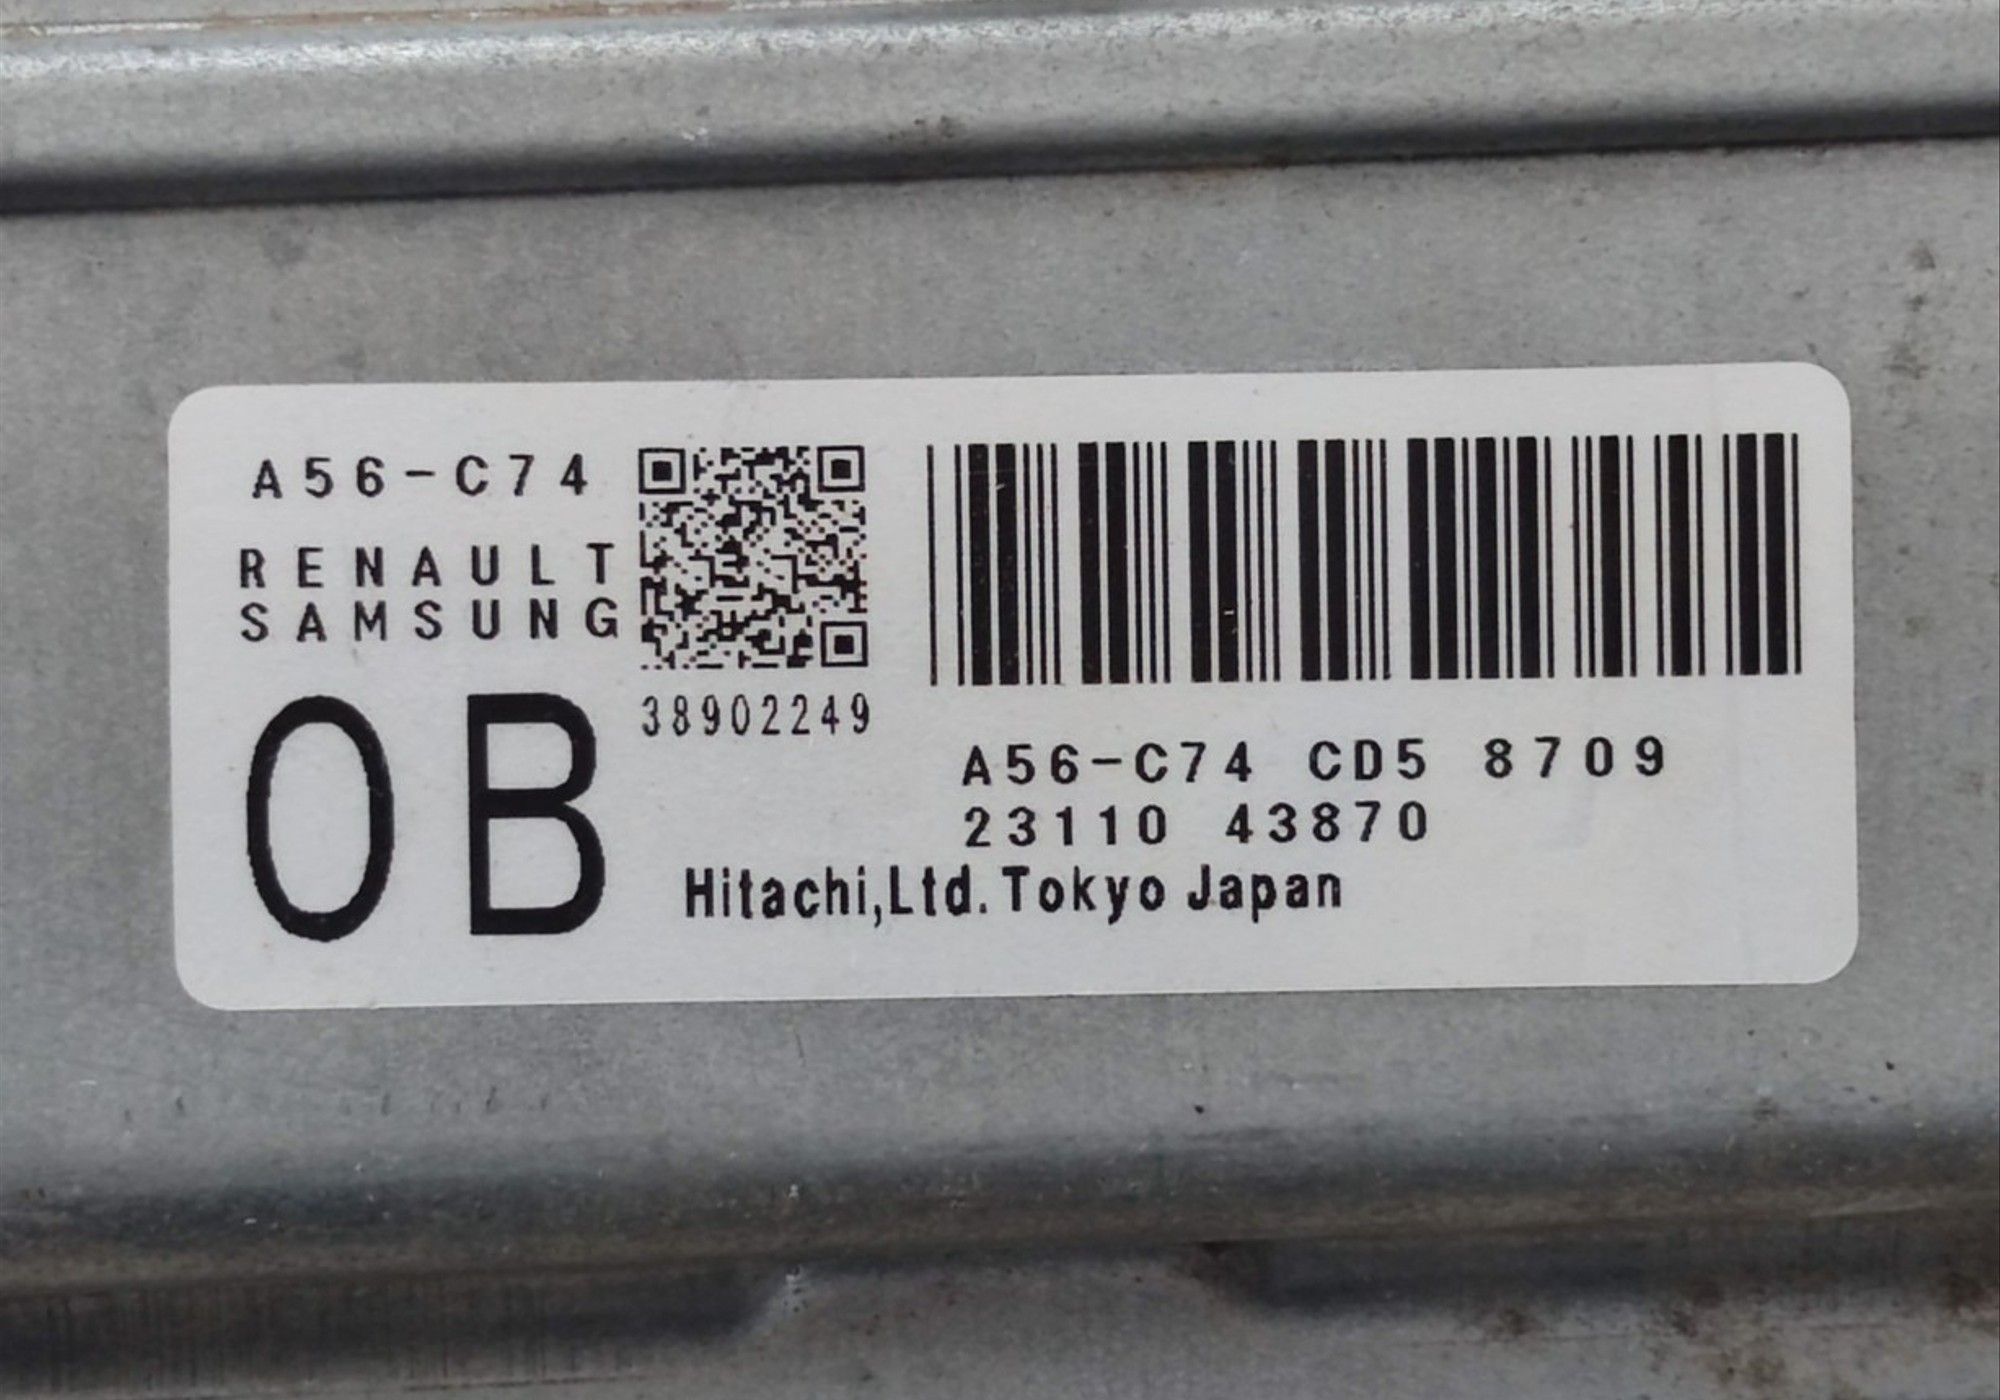 A56-C74
RENAULT
SAMSUNG
0B
38902249
A56-C74 CD5 8709
23110 43870
Hitachi,Ltd. Tokyo Japan